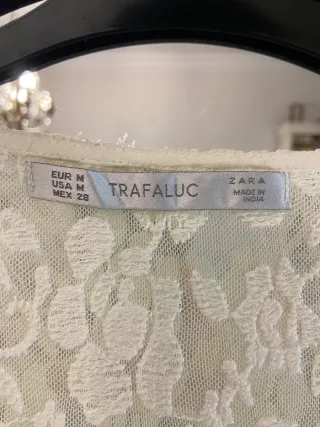 EUR M
USA M
MEX 28
TRAFALUC
ZARA
MADE IN
INDIA